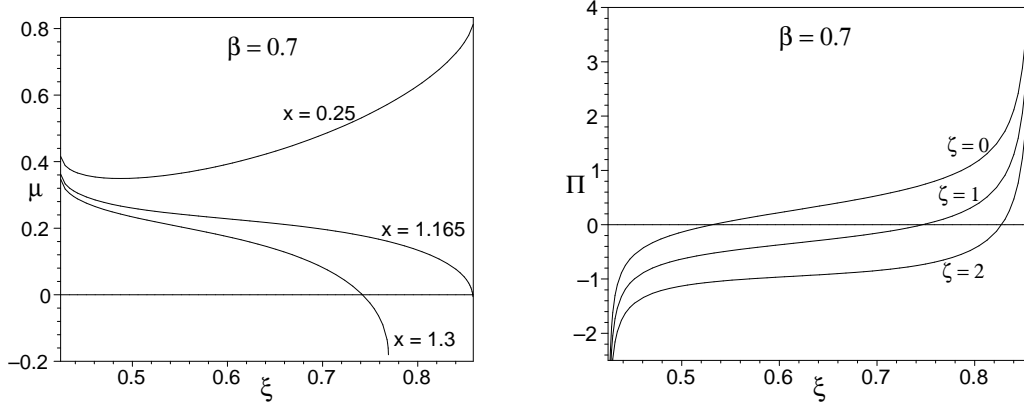 β = 0.7
0.8
0.6
0.4
0.2
0
–0.2
μ
x = 0.25
x = 1.165
x = 1.3
0.5
0.6
0.7
0.8
ξ
β = 0.7
4
3
2
1
0
–1
–2
Π
ζ = 0
ζ = 1
ζ = 2
0.5
0.6
0.7
0.8
ξ